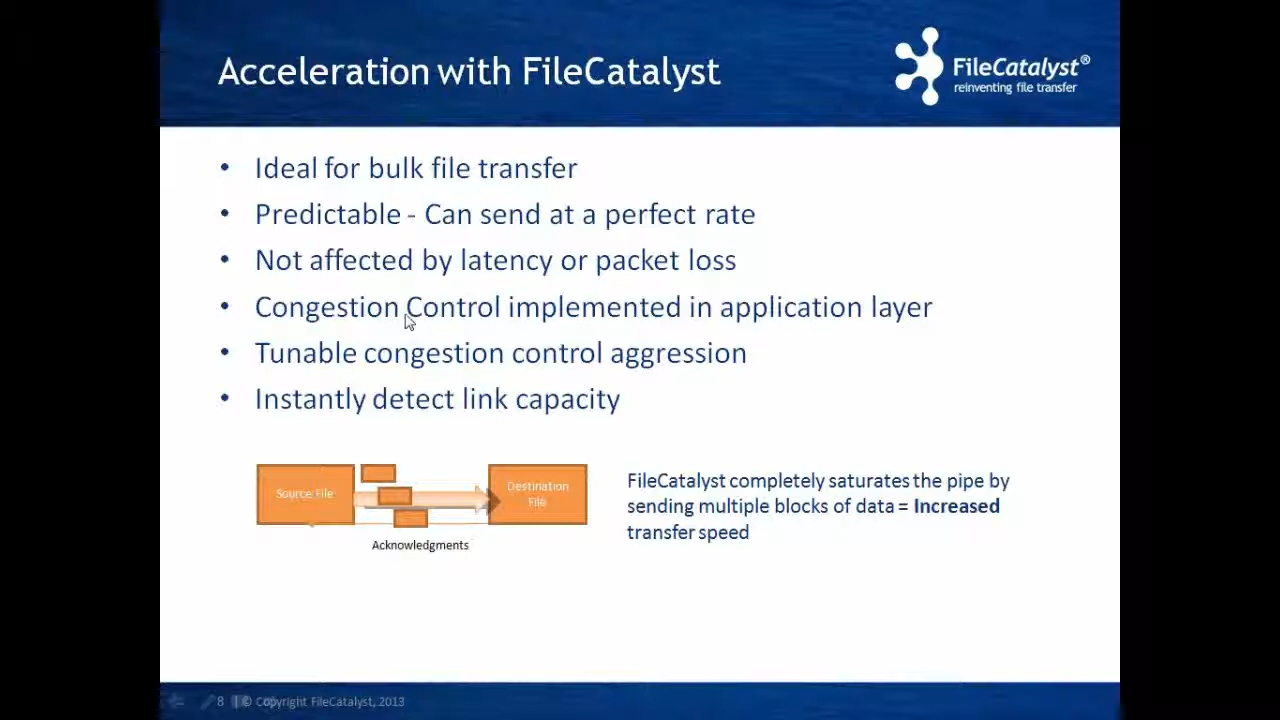 Acceleration with FileCatalyst
FileCatalyst®
reinventing file transfer
• Ideal for bulk file transfer
• Predictable - Can send at a perfect rate
• Not affected by latency or packet loss
• Congestion Control implemented in application layer
• Tunable congestion control aggression
• Instantly detect link capacity
Source File
Destination
File
Acknowledgments
FileCatalyst completely saturates the pipe by
sending multiple blocks of data = Increased
transfer speed
8 | © Copyright FileCatalyst, 2013